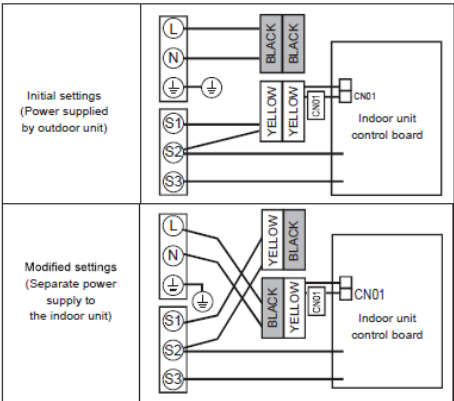 Initial settings
(Power supplied
by outdoor unit)
L
N
S1
S2
S3
BLACK
BLACK
YELLOW
YELLOW
CN01
CN01
Indoor unit
control board
Modified settings
(Separate power
supply to
the indoor unit)
L
N
S1
S2
S3
YELLOW
BLACK
BLACK
YELLOW
CN01
CN01
Indoor unit
control board